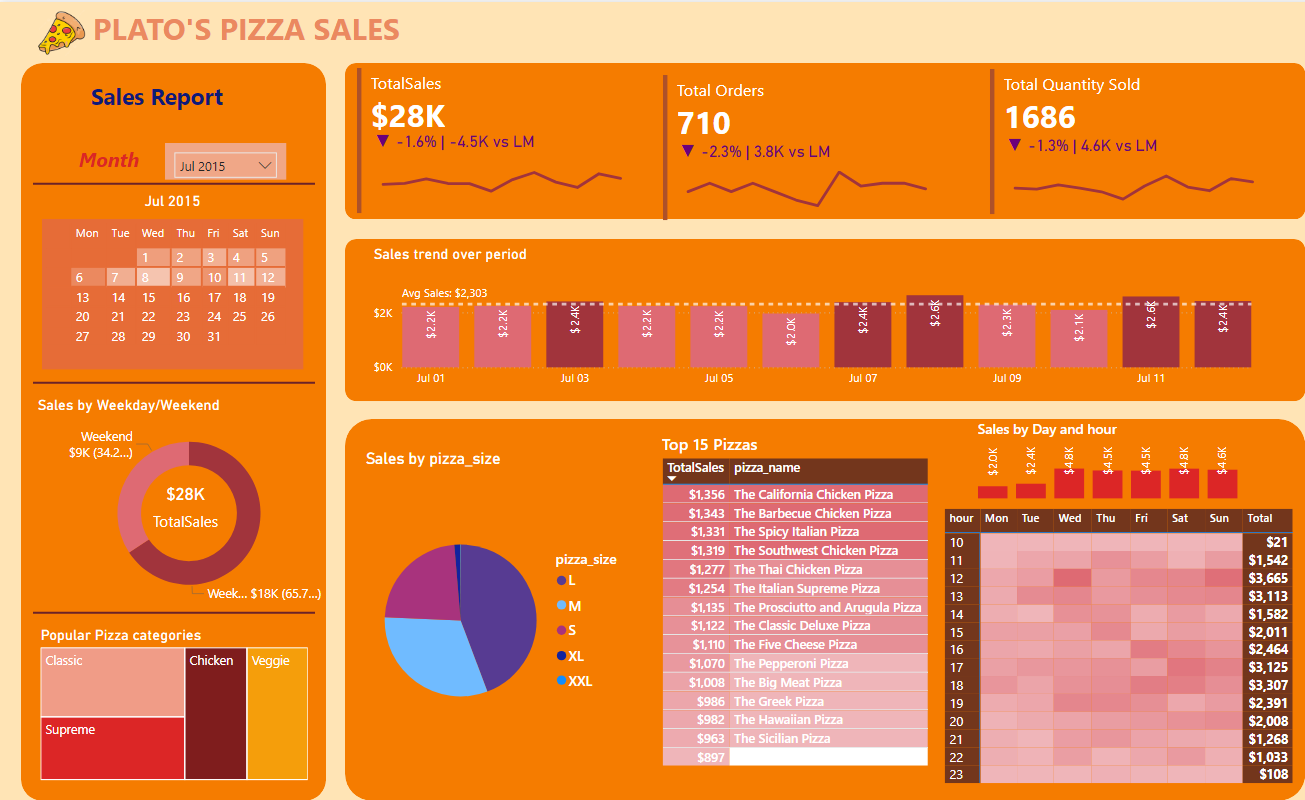 PLATO'S PIZZA SALES
Sales Report
Month
Jul 2015
Jul 2015
Mon Tue Wed Thu Fri Sat Sun
1 2 3 4 5
6 7 8 9 10 11 12
13 14 15 16 17 18 19
20 21 22 23 24 25 26
27 28 29 30 31
Sales by Weekday/Weekend
Weekend
$9K (34.2...)
$28K
TotalSales
Week... $18K (65.7...)
Popular Pizza categories
Classic
Chicken
Veggie
Supreme
TotalSales
$28K
▼ -1.6% | -4.5K vs LM
Total Orders
710
▼ -2.3% | 3.8K vs LM
Total Quantity Sold
1686
▼ -1.3% | 4.6K vs LM
Sales trend over period
Avg Sales: $2,303
$2K
$0K
$2.2K $2.2K $2.4K $2.2K $2.2K $2.0K $2.4K $2.6K $2.3K $2.1K $2.6K $2.4K
Jul 01 Jul 03 Jul 05 Jul 07 Jul 09 Jul 11
Sales by pizza_size
pizza_size
L
M
S
XL
XXL
Top 15 Pizzas
TotalSales pizza_name
$1,356 The California Chicken Pizza
$1,343 The Barbecue Chicken Pizza
$1,331 The Spicy Italian Pizza
$1,319 The Southwest Chicken Pizza
$1,277 The Thai Chicken Pizza
$1,254 The Italian Supreme Pizza
$1,135 The Prosciutto and Arugula Pizza
$1,122 The Classic Deluxe Pizza
$1,110 The Five Cheese Pizza
$1,070 The Pepperoni Pizza
$1,008 The Big Meat Pizza
$986 The Greek Pizza
$982 The Hawaiian Pizza
$963 The Sicilian Pizza
$897
Sales by Day and hour
$2.0K $2.4K $4.8K $4.5K $4.5K $4.8K $4.6K
hour Mon Tue Wed Thu Fri Sat Sun Total
10 $21
11 $1,542
12 $3,665
13 $3,113
14 $1,582
15 $2,011
16 $2,464
17 $3,125
18 $3,307
19 $2,391
20 $2,008
21 $1,268
22 $1,033
23 $108